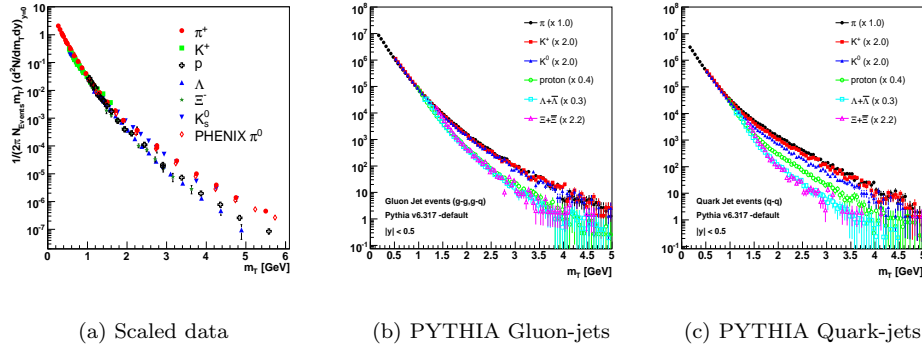 1/(2π N_Events m_T) (d²N/dm_T dy)_y=0
10
1
10⁻¹
10⁻²
10⁻³
10⁻⁴
10⁻⁵
10⁻⁶
10⁻⁷
0 1 2 3 4 5 6
m_T [GeV]
π⁺
K⁺
p
Λ
Ξ⁻
K⁰_s
PHENIX π⁰
(a) Scaled data
10⁸
10⁷
10⁶
10⁵
10⁴
10³
10²
10
1
10⁻¹
0 0.5 1 1.5 2 2.5 3 3.5 4 4.5 5
m_T [GeV]
π (x 1.0)
K⁺ (x 2.0)
K⁰ (x 2.0)
proton (x 0.4)
Λ+Λ̅ (x 0.3)
Ξ+Ξ̅ (x 2.2)
Gluon Jet events (g-g,g-q)
Pythia v6.317 -default
|y| < 0.5
(b) PYTHIA Gluon-jets
10⁸
10⁷
10⁶
10⁵
10⁴
10³
10²
10
1
10⁻¹
0 0.5 1 1.5 2 2.5 3 3.5 4 4.5 5
m_T [GeV]
π (x 1.0)
K⁺ (x 2.0)
K⁰ (x 2.0)
proton (x 0.4)
Λ+Λ̅ (x 0.3)
Ξ+Ξ̅ (x 2.2)
Quark Jet events (q-q)
Pythia v6.317 -default
|y| < 0.5
(c) PYTHIA Quark-jets